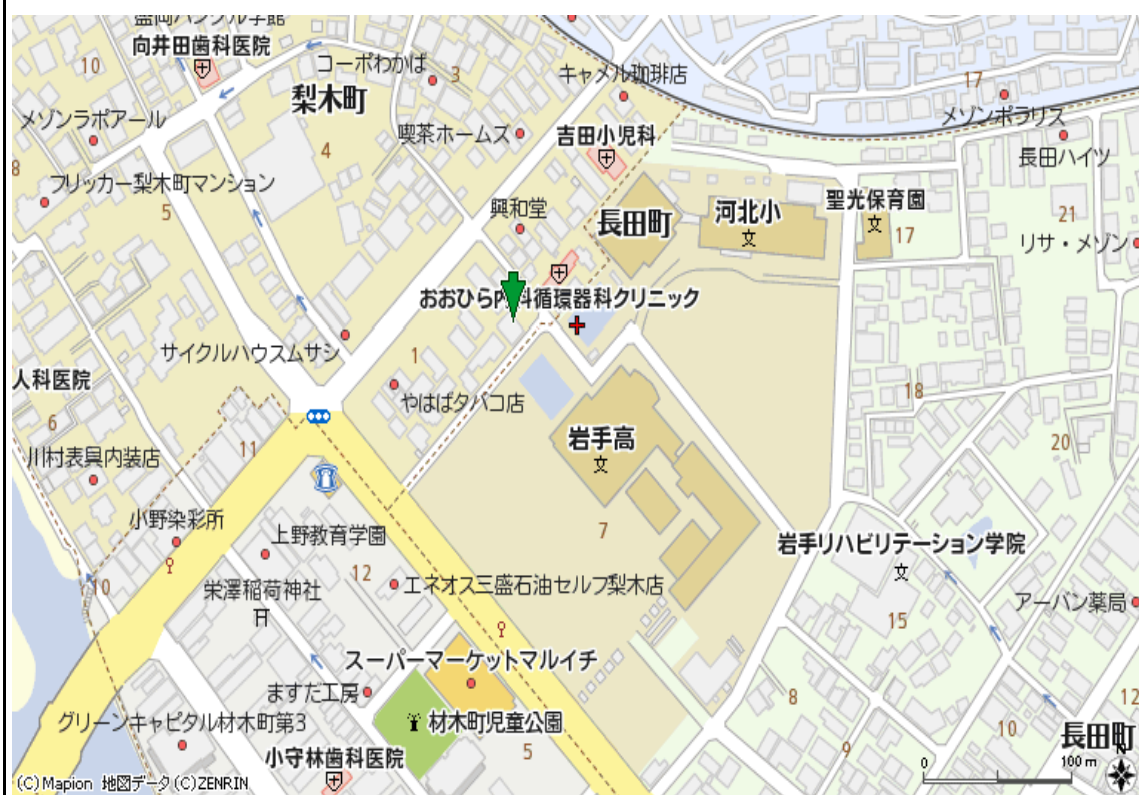 盛岡ハングル学館
向井田歯科医院
10
コーポわかば
3
キャメル珈琲店
17
梨木町
メゾンラポアール
メゾンポラリス
喫茶ホームズ
吉田小児科
4
長田ハイツ
8
フリッカー梨木町マンション
5
興和堂
長田町
河北小
文
聖光保育園
文
17
21
リサ・メゾン
おおひら内科循環器科クリニック
サイクルハウスムサシ
1
人科医院
やはばタバコ店
18
6
11
岩手高
文
20
川村表具内装店
小野染彩所
上野教育学園
7
岩手リハビリテーション学院
文
10
栄澤稲荷神社
12
エネオス三盛石油セルフ梨木店
アーバン薬局
15
スーパーマーケットマルイチ
ますだ工房
8
12
グリーンキャピタル材木町第3
材木町児童公園
10
長田町
小守林歯科医院
5
9
N
0
100 m
(C)Mapion 地図データ(C)ZENRIN